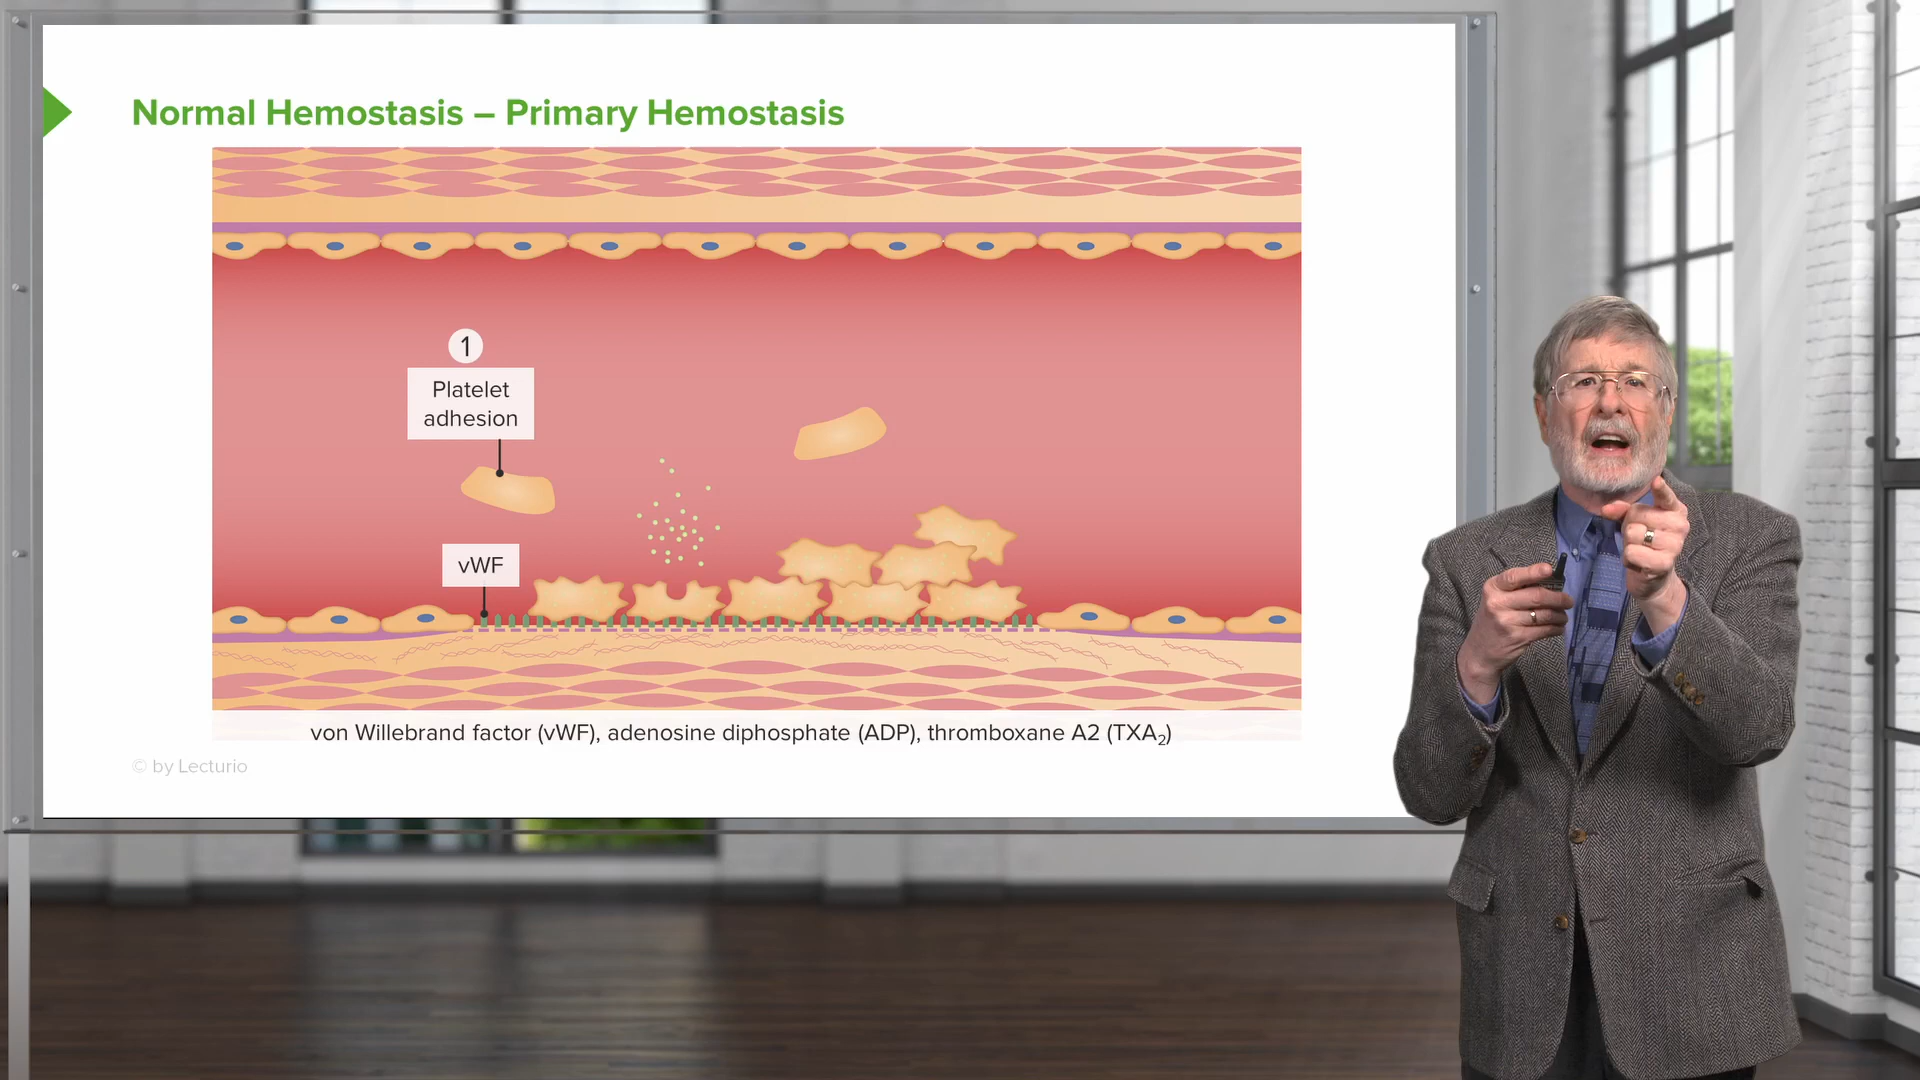 Normal Hemostasis – Primary Hemostasis
1
Platelet
adhesion
vWF
von Willebrand factor (vWF), adenosine diphosphate (ADP), thromboxane A2 (TXA₂)
© by Lecturio